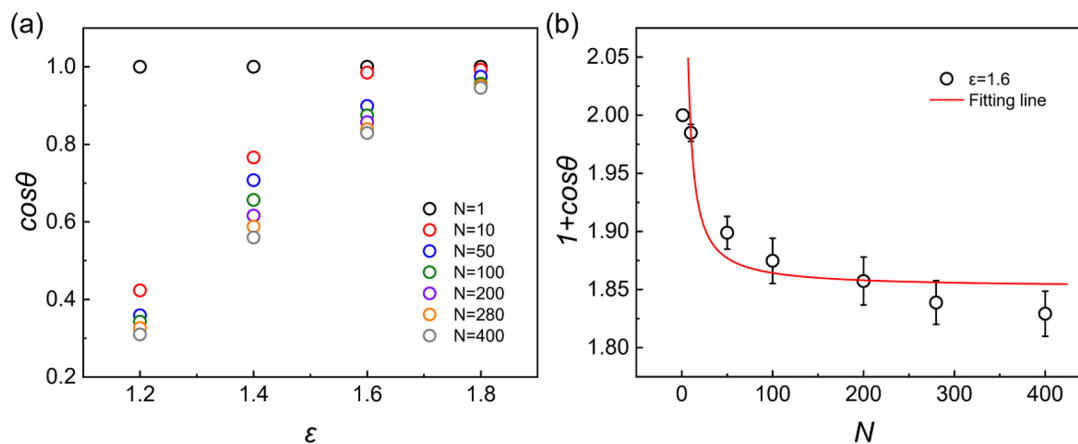 (a)
cosθ
1.0
0.8
0.6
0.4
0.2
1.2
1.4
1.6
1.8
ε
N=1
N=10
N=50
N=100
N=200
N=280
N=400
(b)
1+cosθ
2.05
2.00
1.95
1.90
1.85
1.80
0
100
200
300
400
N
ε=1.6
Fitting line